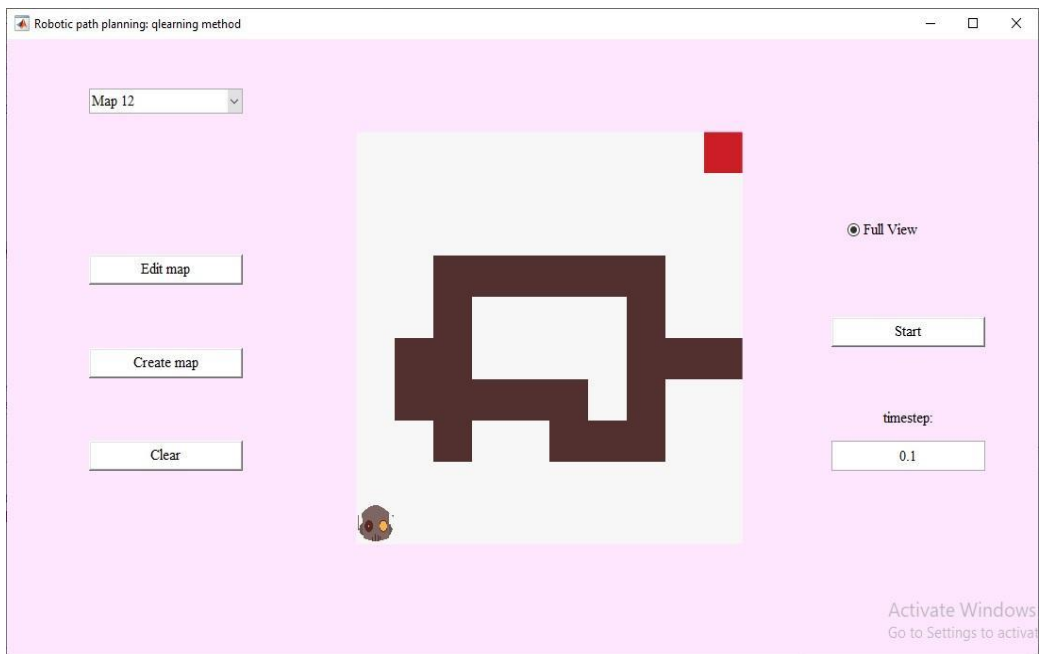 Robotic path planning: qlearning method
Map 12
Edit map
Create map
Clear
Full View
Start
timestep:
0.1
Activate Windows
Go to Settings to activat